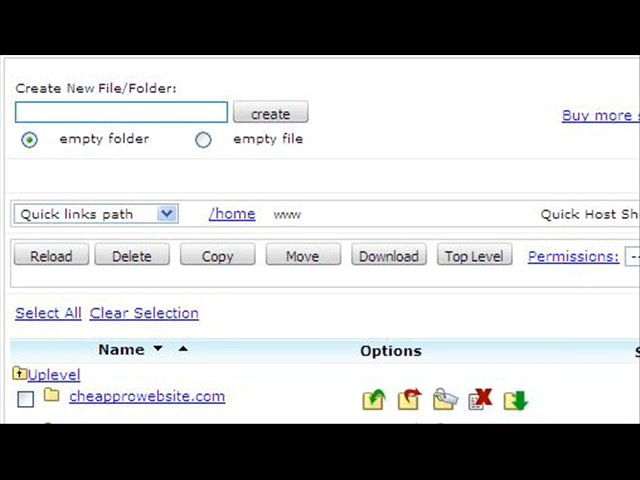 Create New File/Folder:
create
Buy more
empty folder empty file
Quick links path /home www Quick Host Sh
Reload Delete Copy Move Download Top Level Permissions: --
Select All Clear Selection
Name Options S
Uplevel
cheapprowebsite.com